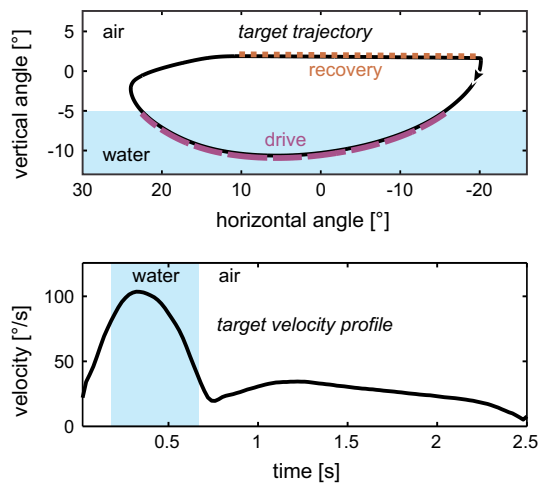 air
target trajectory
recovery
drive
water
vertical angle [°]
5
0
-5
-10
30
20
10
0
-10
-20
horizontal angle [°]
water
air
target velocity profile
velocity [°/s]
100
50
0
0.5
1
1.5
2
2.5
time [s]